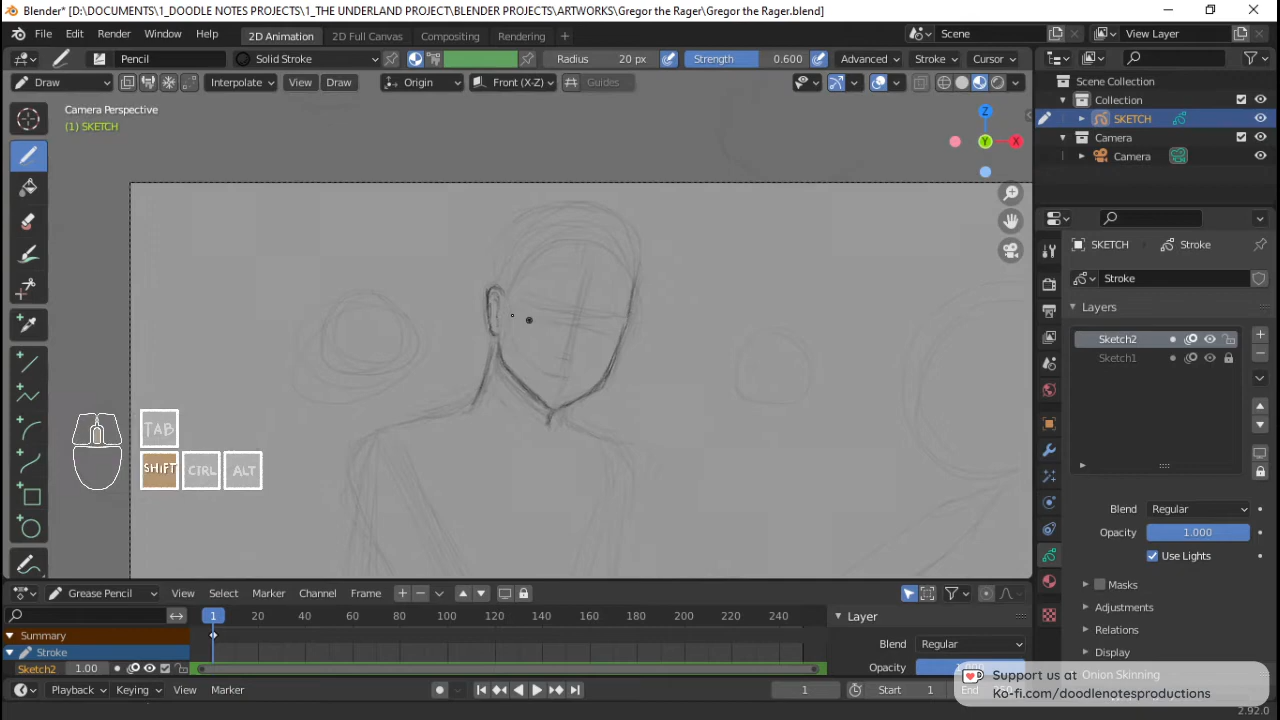 Blender* [D:\DOCUMENTS\1_DOODLE NOTES PROJECTS\1_THE UNDERLAND PROJECT\BLENDER PROJECTS\ARTWORKS\Gregor the Rager\Gregor the Rager.blend]
File Edit Render Window Help 2D Animation 2D Full Canvas Compositing Rendering + Scene View Layer
Pencil Solid Stroke Radius 20 px Strength 0.600 Advanced Stroke Cursor
Draw Interpolate View Draw Origin Front (X-Z) Guides
Scene Collection
Collection
SKETCH
Camera
Camera
Camera Perspective
(1) SKETCH
Z
Y
X
SKETCH Stroke
Stroke
Layers
Sketch2
Sketch1
TAB
SHIFT CTRL ALT
Blend Regular
Opacity 1.000
Use Lights
Masks
Adjustments
Relations
Display
Onion Skinning
Grease Pencil View Select Marker Channel Frame
1 20 40 60 80 100 120 140 160 180 200 220 240
Layer
Summary
Stroke
Blend Regular
Sketch2 1.00
Opacity 1.000
Playback Keying View Marker 1 Start 1 End
Support us at
Ko-fi.com/doodlenotesproductions
2.92.0